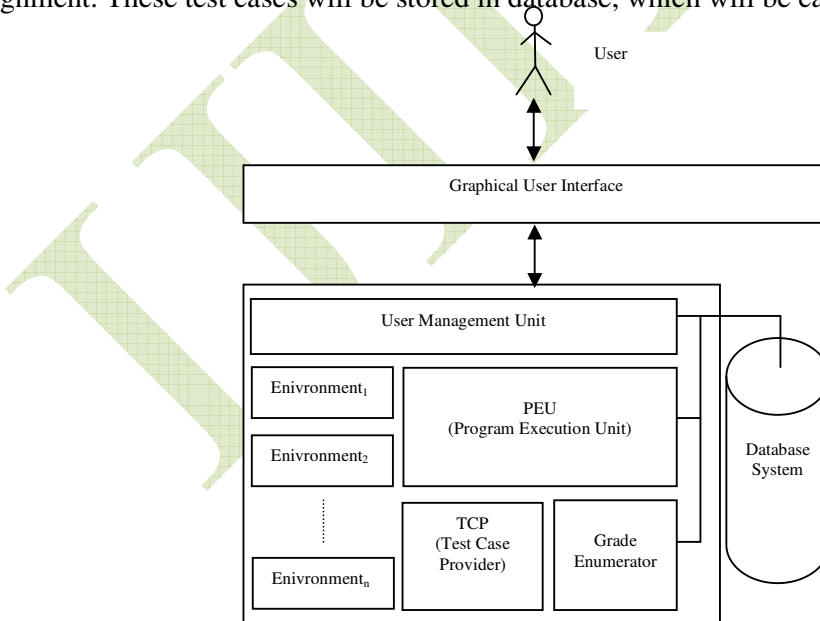 gnment. These test cases will be stored in database, which will be ca
User
Graphical User Interface
User Management Unit
Enivronment1
PEU
(Program Execution Unit)
Enivronment2
Database
System
TCP
(Test Case
Provider)
Grade
Enumerator
Enivronmentn